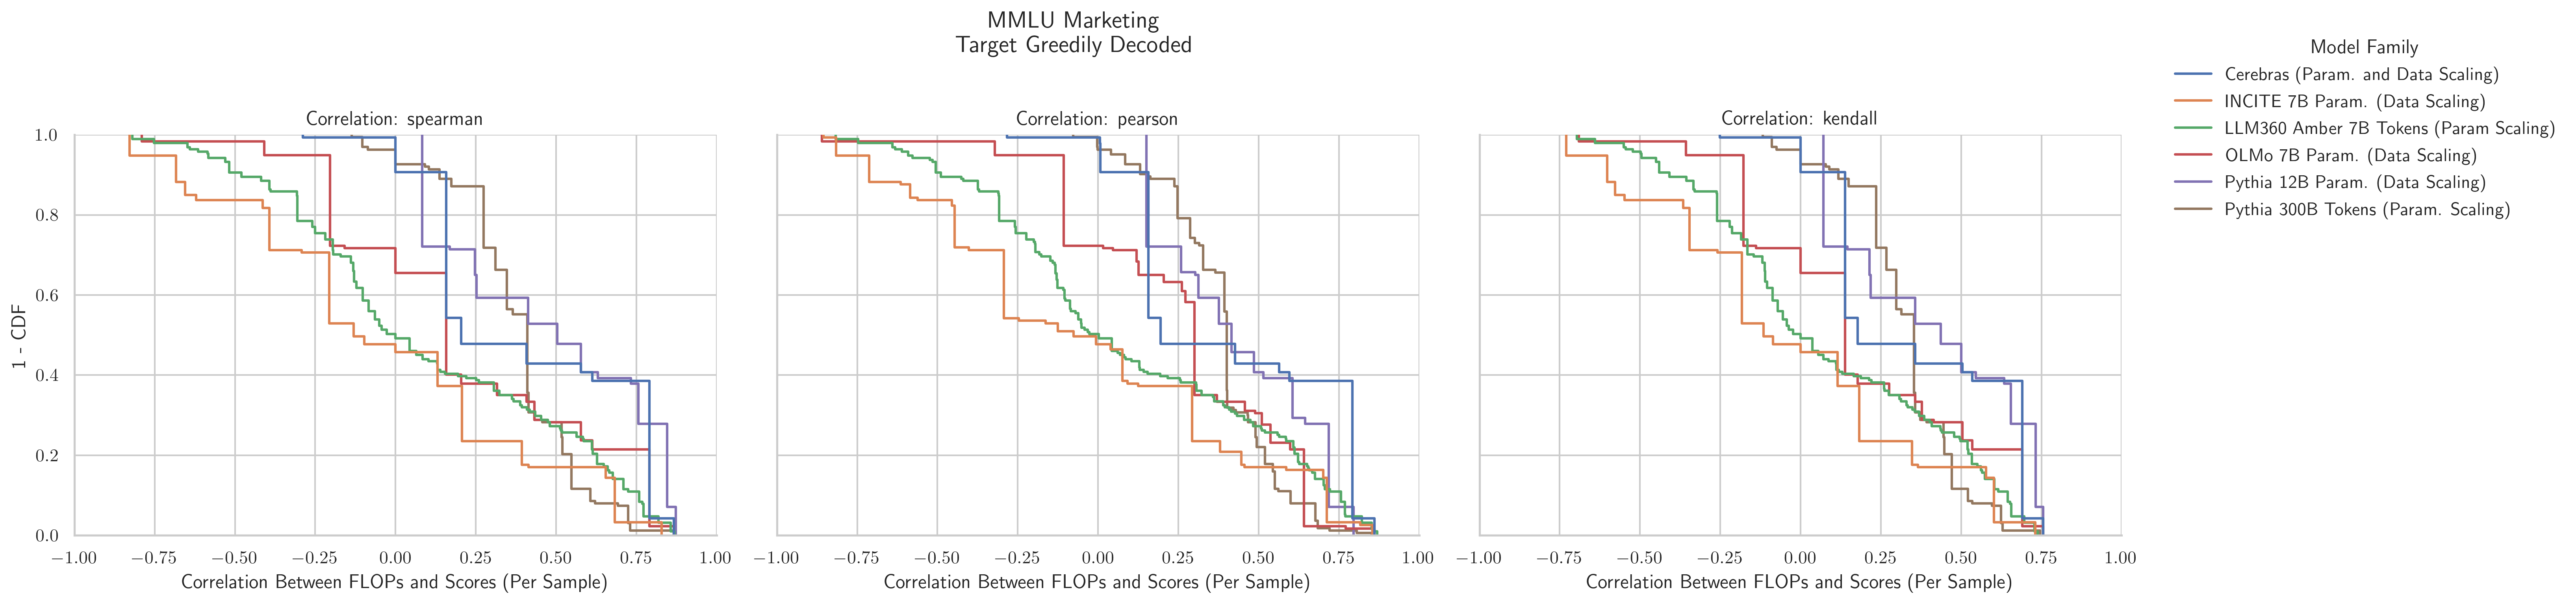 MMLU Marketing
Target Greedily Decoded
Correlation: spearman
1 - CDF
1.0
0.8
0.6
0.4
0.2
0.0
−1.00 −0.75 −0.50 −0.25 0.00 0.25 0.50 0.75 1.00
Correlation Between FLOPs and Scores (Per Sample)
Correlation: pearson
−1.00 −0.75 −0.50 −0.25 0.00 0.25 0.50 0.75 1.00
Correlation Between FLOPs and Scores (Per Sample)
Correlation: kendall
−1.00 −0.75 −0.50 −0.25 0.00 0.25 0.50 0.75 1.00
Correlation Between FLOPs and Scores (Per Sample)
Model Family
Cerebras (Param. and Data Scaling)
INCITE 7B Param. (Data Scaling)
LLM360 Amber 7B Tokens (Param Scaling)
OLMo 7B Param. (Data Scaling)
Pythia 12B Param. (Data Scaling)
Pythia 300B Tokens (Param. Scaling)